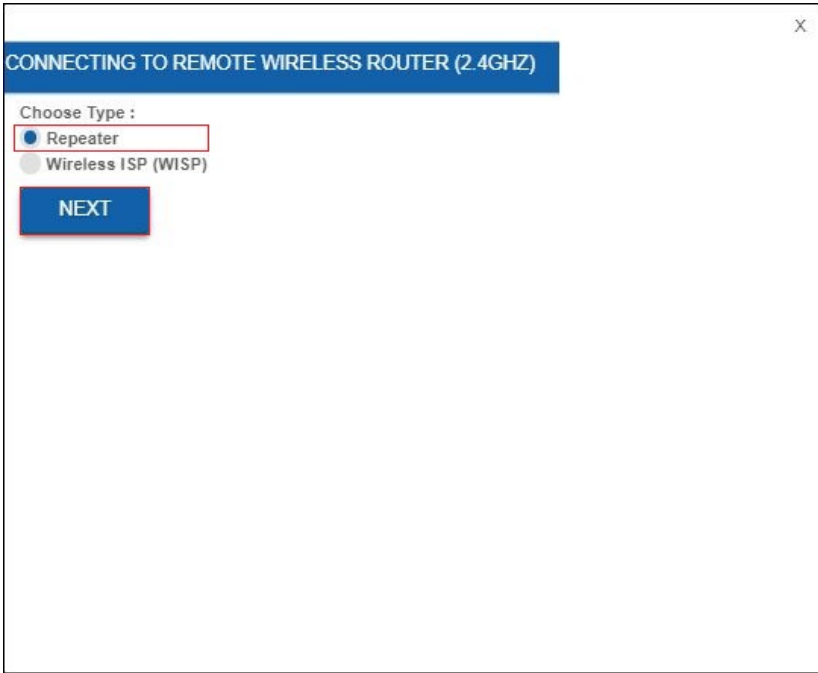 X
CONNECTING TO REMOTE WIRELESS ROUTER (2.4GHZ)
Choose Type :
Repeater
Wireless ISP (WISP)
NEXT